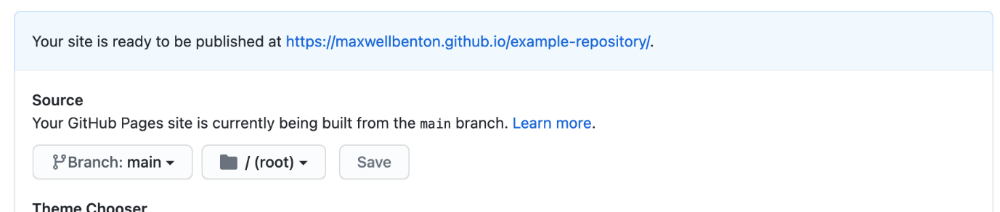 Your site is ready to be published at https://maxwellbenton.github.io/example-repository/.
Source
Your GitHub Pages site is currently being built from the main branch. Learn more.
Branch: main / (root) Save
Theme Chooser